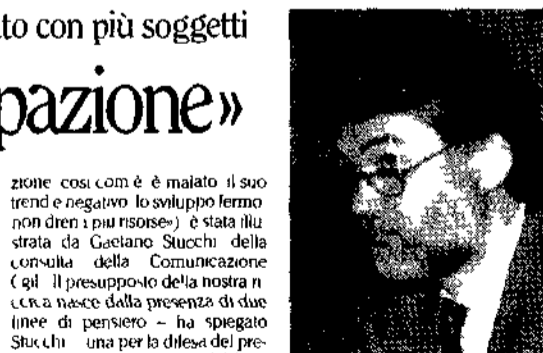 to con più soggetti
pazione»
zione così com'è è malato il suo
trend e negativo lo sviluppo fermo
non dren i più risorse») è stata illu
strata da Gaetano Stucchi della
consulta della Comunicazione
Cgil Il presupposto della nostra ri
cerca nasce dalla presenza di due
linee di pensiero – ha spiegato
Stucchi una per la difesa del pre-